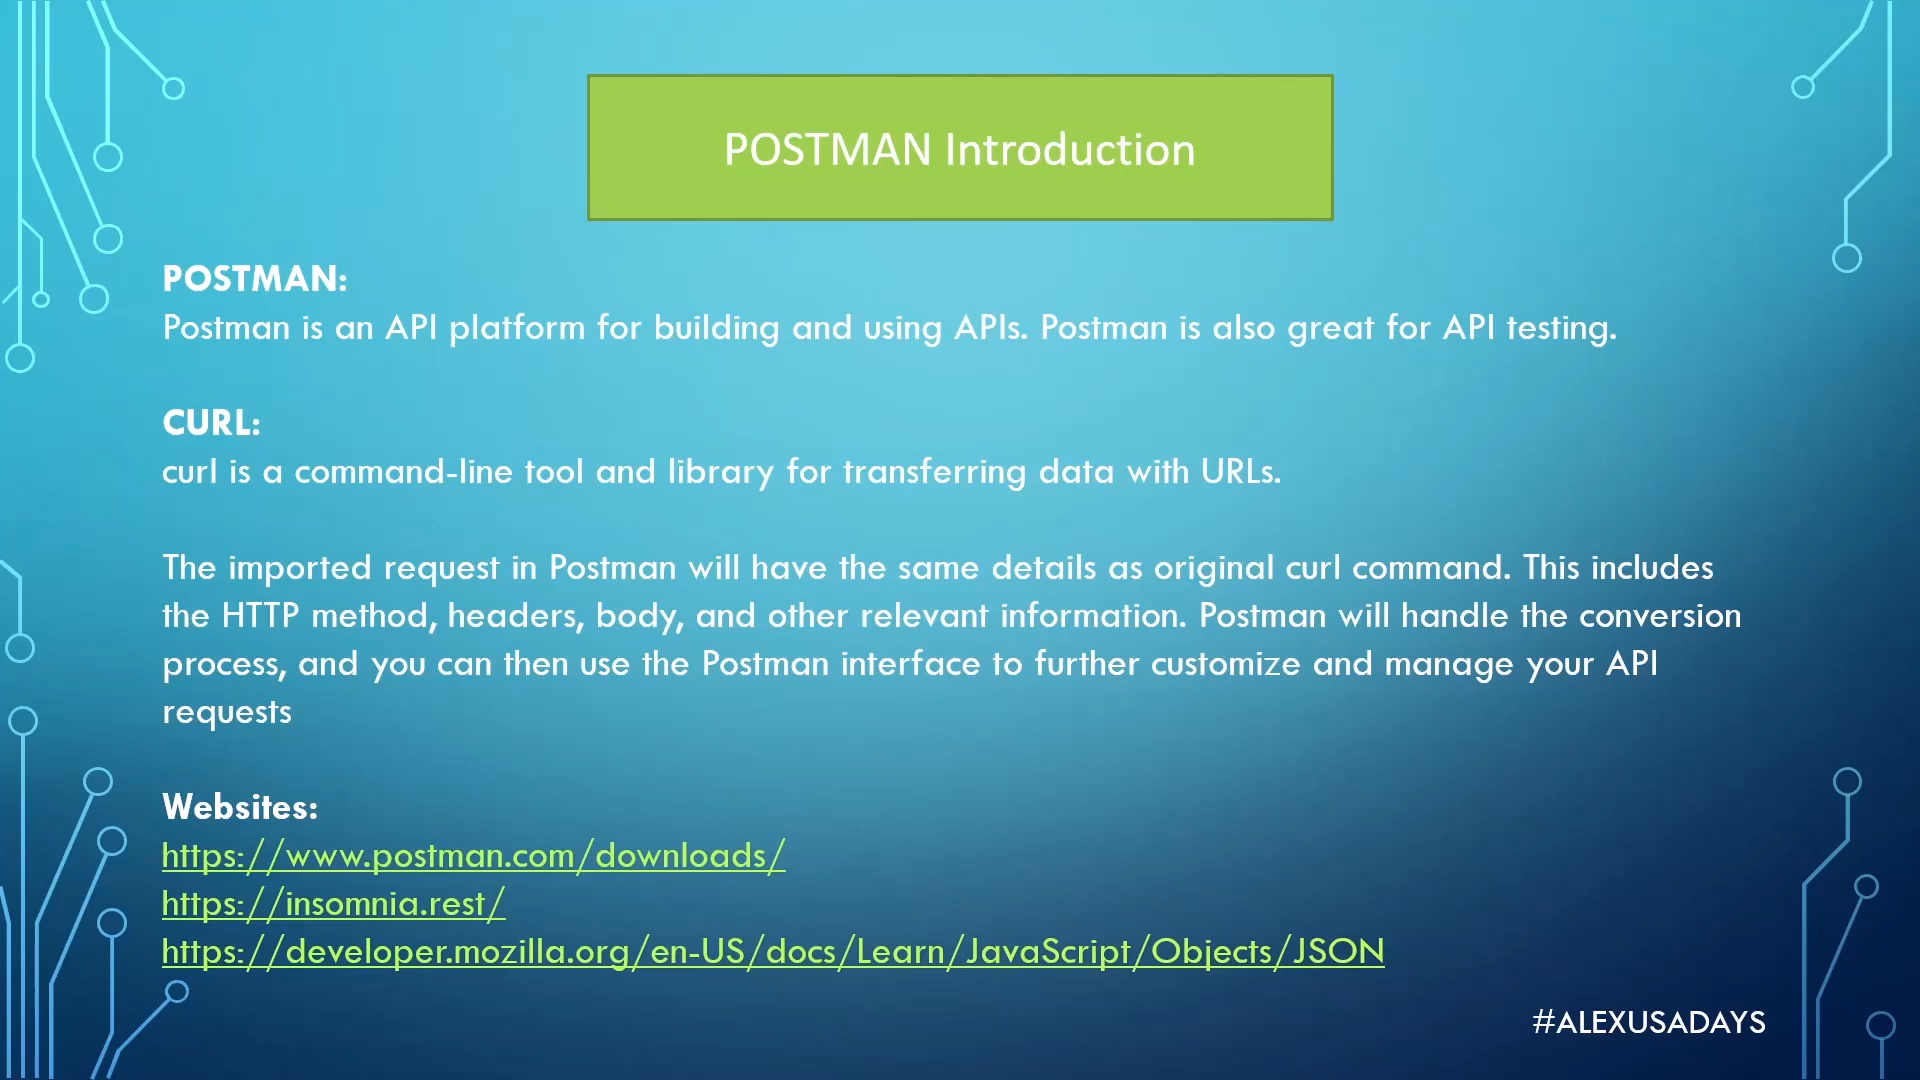 POSTMAN Introduction
POSTMAN:
Postman is an API platform for building and using APIs. Postman is also great for API testing.
CURL:
curl is a command-line tool and library for transferring data with URLs.
The imported request in Postman will have the same details as original curl command. This includes
the HTTP method, headers, body, and other relevant information. Postman will handle the conversion
process, and you can then use the Postman interface to further customize and manage your API
requests
Websites:
https://www.postman.com/downloads/
https://insomnia.rest/
https://developer.mozilla.org/en-US/docs/Learn/JavaScript/Objects/JSON
#ALEXUSADAYS